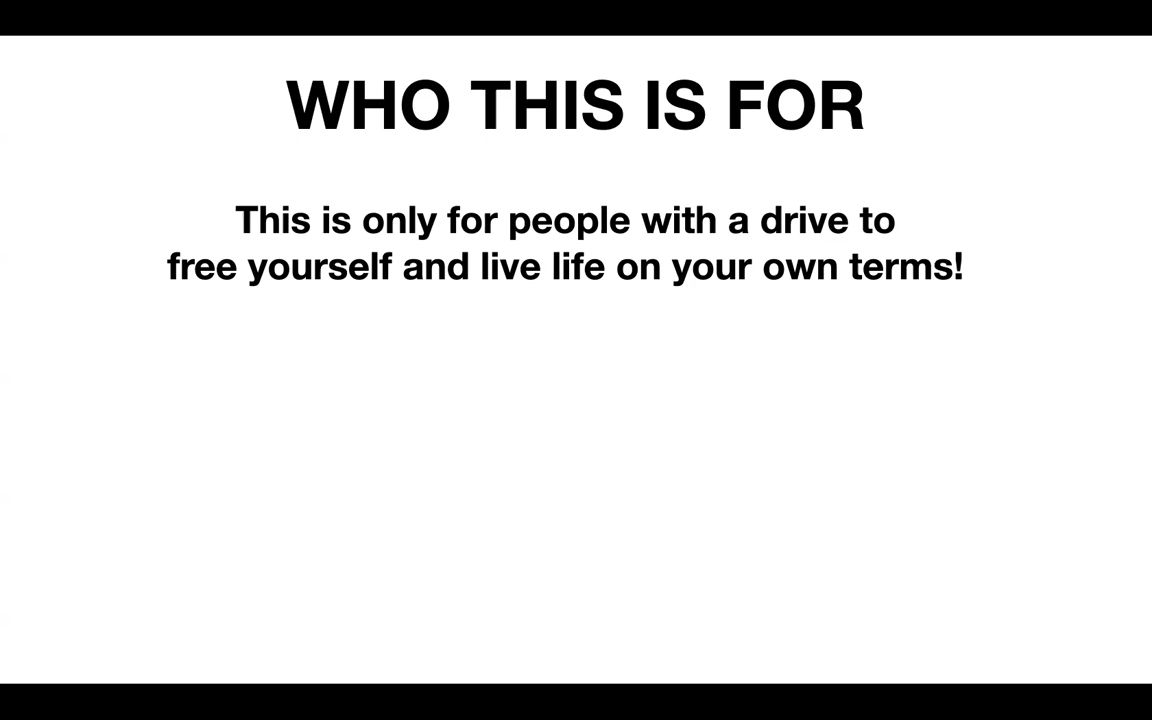 WHO THIS IS FOR
This is only for people with a drive to
free yourself and live life on your own terms!